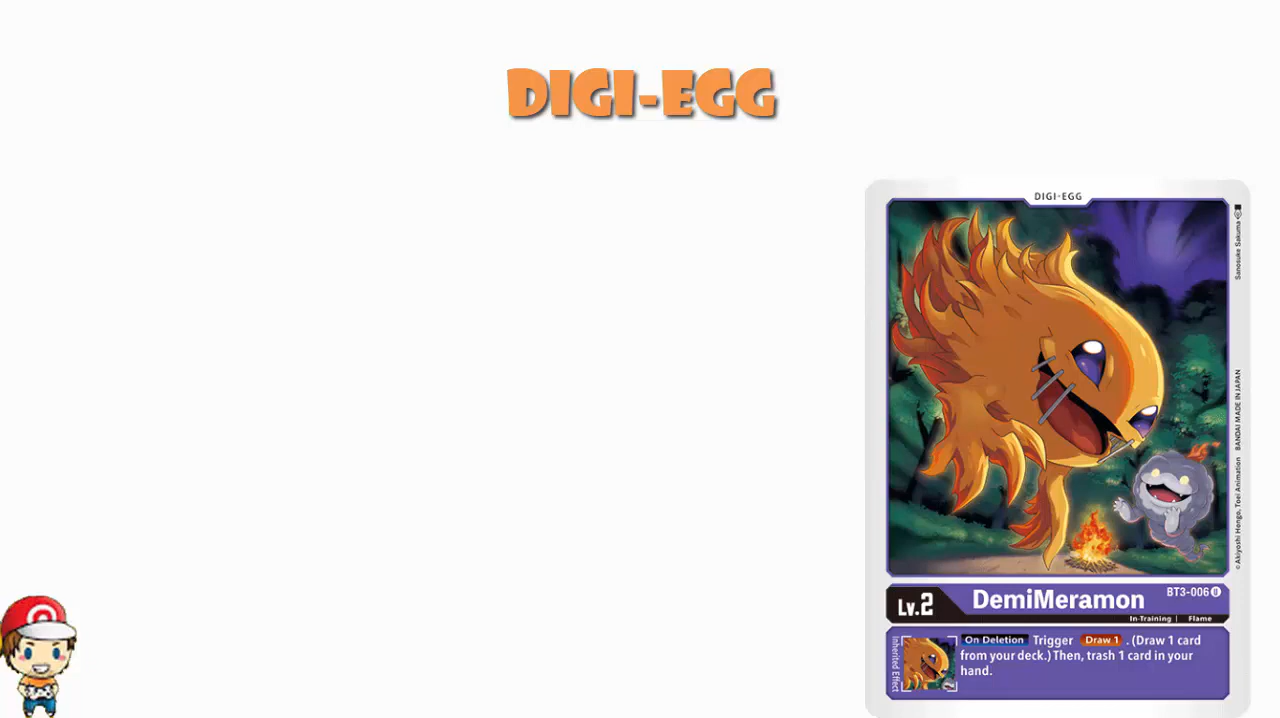 DIGI-EGG
DIGI-EGG
Sanosuke Sakuma
©Akiyoshi Hongo, Toei Animation BANDAI MADE IN JAPAN
Lv.2 DemiMeramon BT3-006 U
In-Training | Flame
Inherited Effect
On Deletion Trigger Draw 1 . (Draw 1 card
from your deck.) Then, trash 1 card in your
hand.